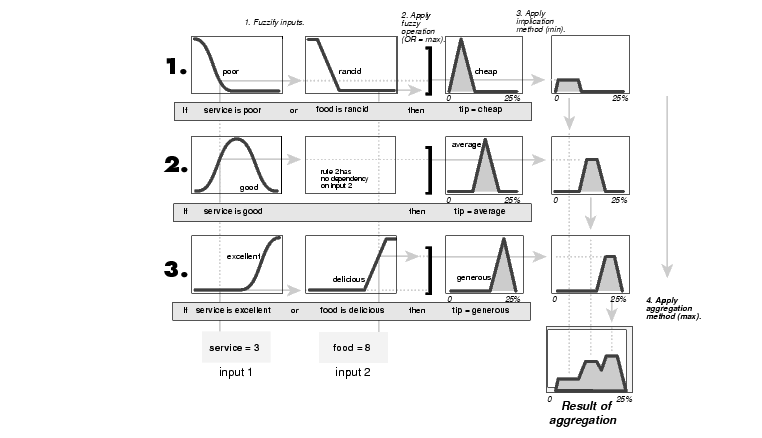 1. Fuzzify inputs.
2. Apply
fuzzy
operation
(OR = max).
3. Apply
implication
method (min).
1.
poor
rancid
cheap
0 25%
If service is poor or food is rancid then tip = cheap
2.
good
rule 2 has
no dependency
on input 2
average
0 25%
If service is good then tip = average
3.
excellent
delicious
generous
0 25%
If service is excellent or food is delicious then tip = generous
0 25%
0 25%
0 25%
4. Apply
aggregation
method (max).
service = 3
food = 8
input 1
input 2
0 25%
Result of
aggregation